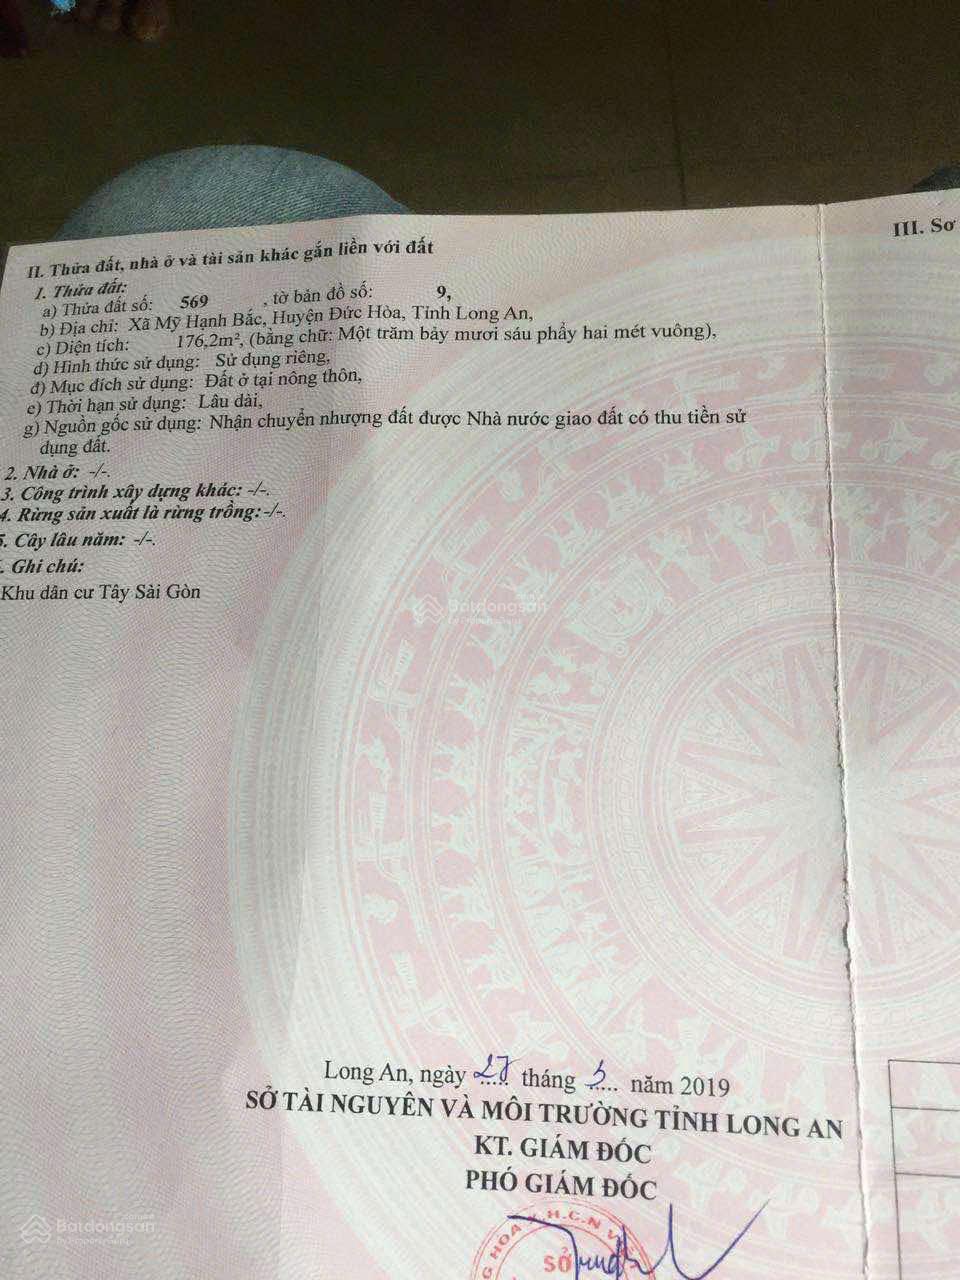 II. Thửa đất, nhà ở và tài sản khác gắn liền với đất
1. Thửa đất:
a) Thửa đất số: 569 , tờ bản đồ số: 9,
b) Địa chỉ: Xã Mỹ Hạnh Bắc, Huyện Đức Hòa, Tỉnh Long An,
c) Diện tích: 176,2m², (bằng chữ: Một trăm bảy mươi sáu phẩy hai mét vuông),
d) Hình thức sử dụng: Sử dụng riêng,
đ) Mục đích sử dụng: Đất ở tại nông thôn,
e) Thời hạn sử dụng: Lâu dài,
g) Nguồn gốc sử dụng: Nhận chuyển nhượng đất được Nhà nước giao đất có thu tiền sử
dụng đất.
2. Nhà ở: -/-.
3. Công trình xây dựng khác: -/-.
4. Rừng sản xuất là rừng trồng: -/-.
5. Cây lâu năm: -/-.
. Ghi chú:
Khu dân cư Tây Sài Gòn
III. Sơ
Batdongsan
by PropertyGuru
Long An, ngày 27 tháng 5 năm 2019
SỞ TÀI NGUYÊN VÀ MÔI TRƯỜNG TỈNH LONG AN
KT. GIÁM ĐỐC
PHÓ GIÁM ĐỐC
HOA X.H.C.N VIỆ
SỞ
Batdongsan
by PropertyGuru